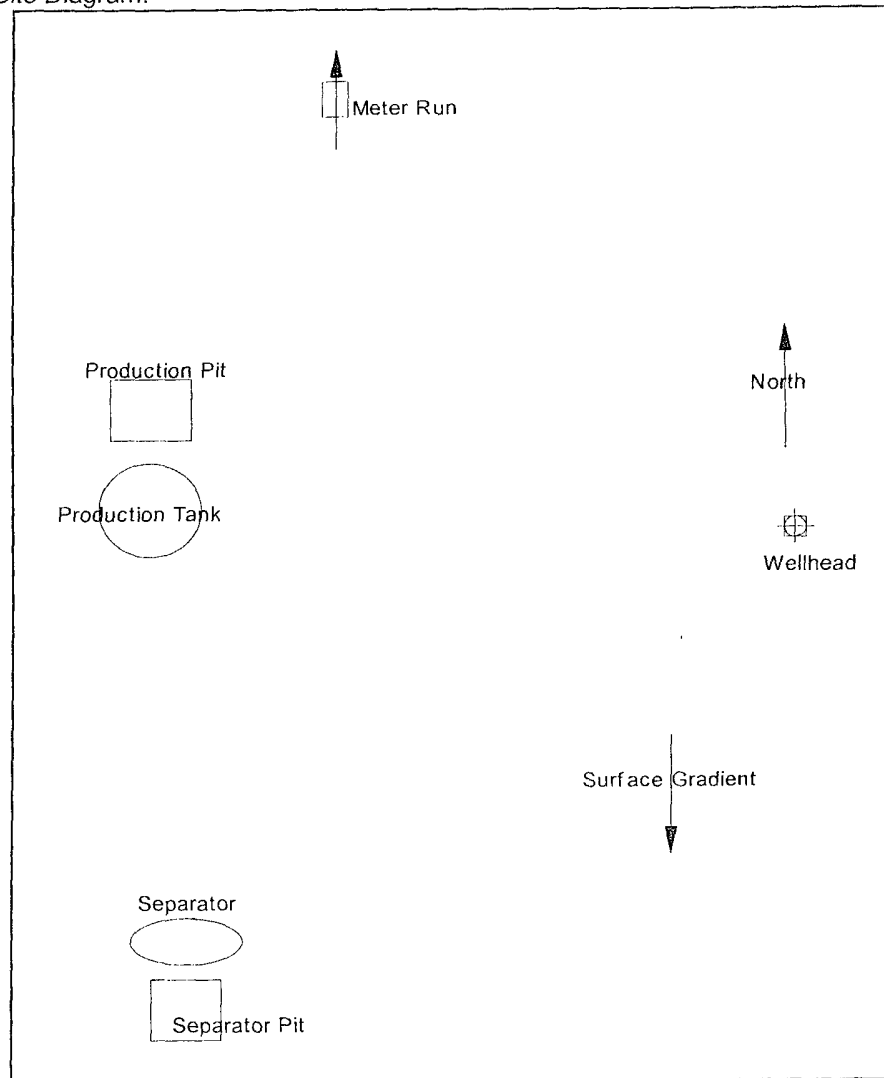 Site Diagram:
Meter Run
Production Pit
North
Production Tank
Wellhead
Surface Gradient
Separator
Separator Pit